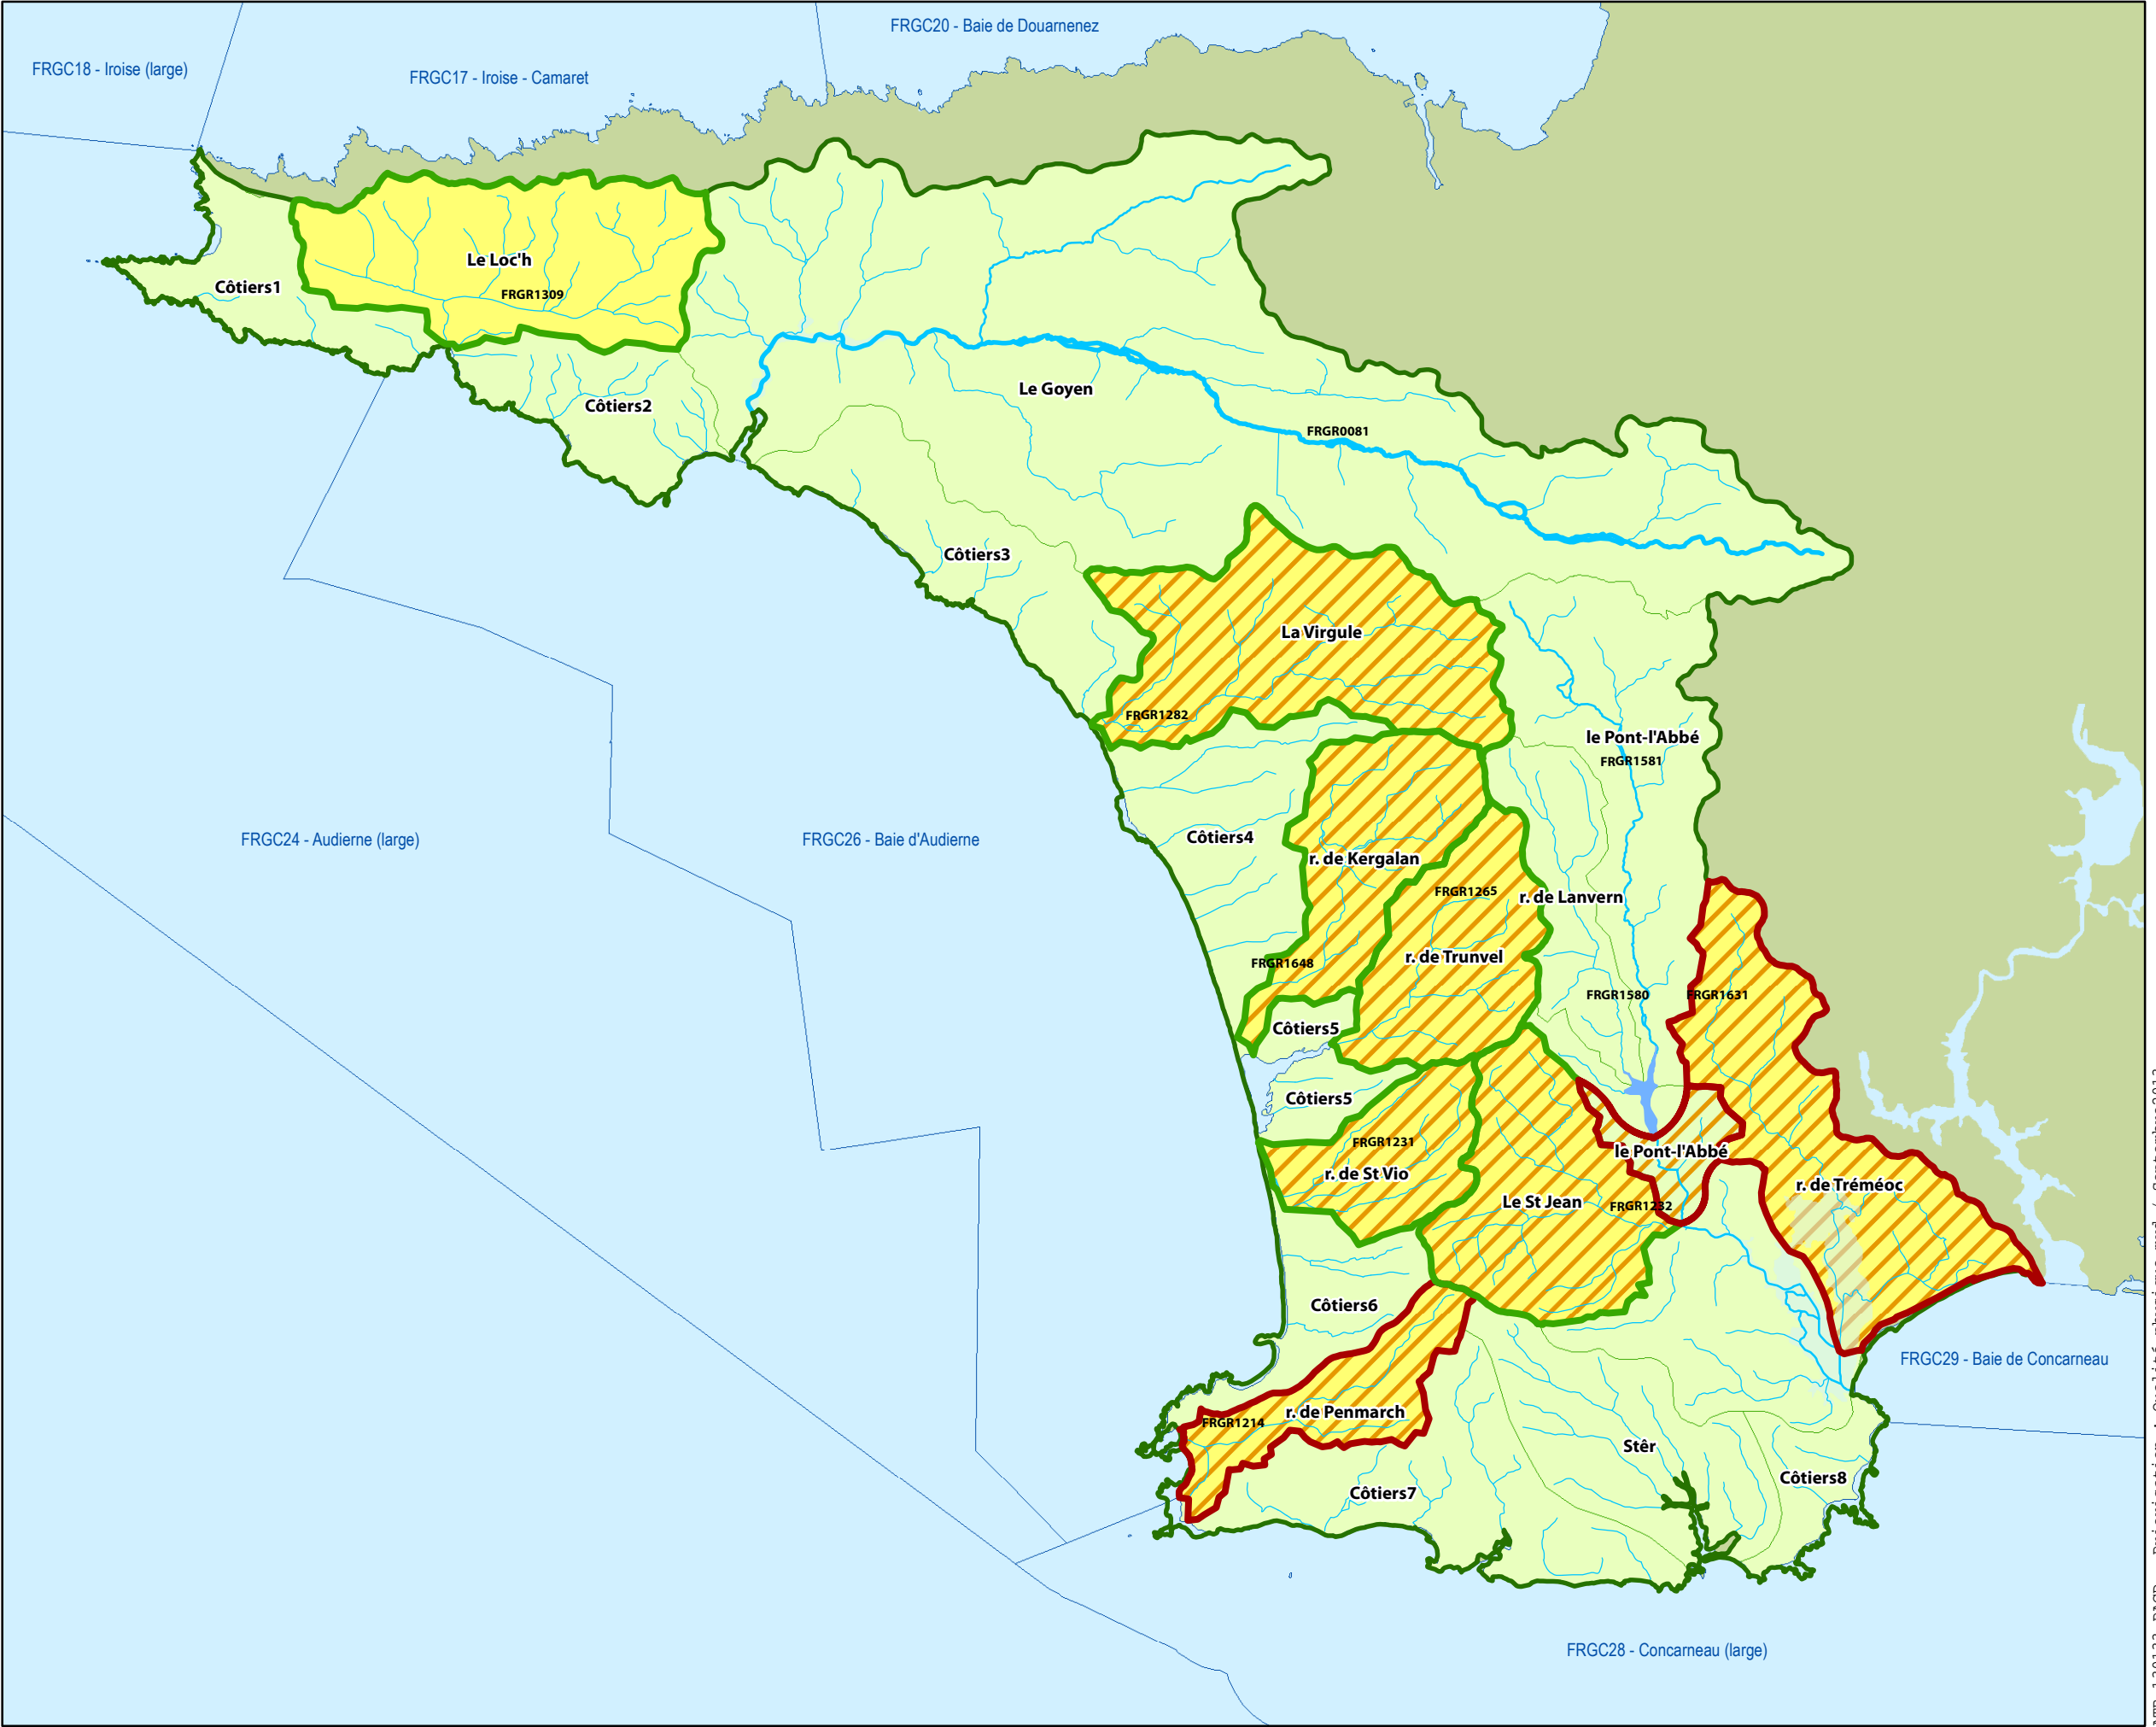 FRGC20 - Baie de Douarnenez
FRGC18 - Iroise (large)
FRGC17 - Iroise - Camaret
Le Loc'h
Côtiers1
FRGR1309
Le Goyen
Côtiers2
FRGR0081
Côtiers3
La Virgule
FRGR1282
le Pont-l'Abbé
FRGR1581
FRGC24 - Audierne (large)
FRGC26 - Baie d'Audierne
Côtiers4
r. de Kergalan
FRGR1265
r. de Lanvern
r. de Trunvel
FRGR1648
FRGR1580
FRGR1631
Côtiers5
Côtiers5
FRGR1231
le Pont-l'Abbé
r. de St Vio
r. de Tréméoc
Le St Jean
FRGR1232
Côtiers6
FRGC29 - Baie de Concarneau
r. de Penmarch
FRGR1214
Stêr
Côtiers8
Côtiers7
FRGC28 - Concarneau (large)